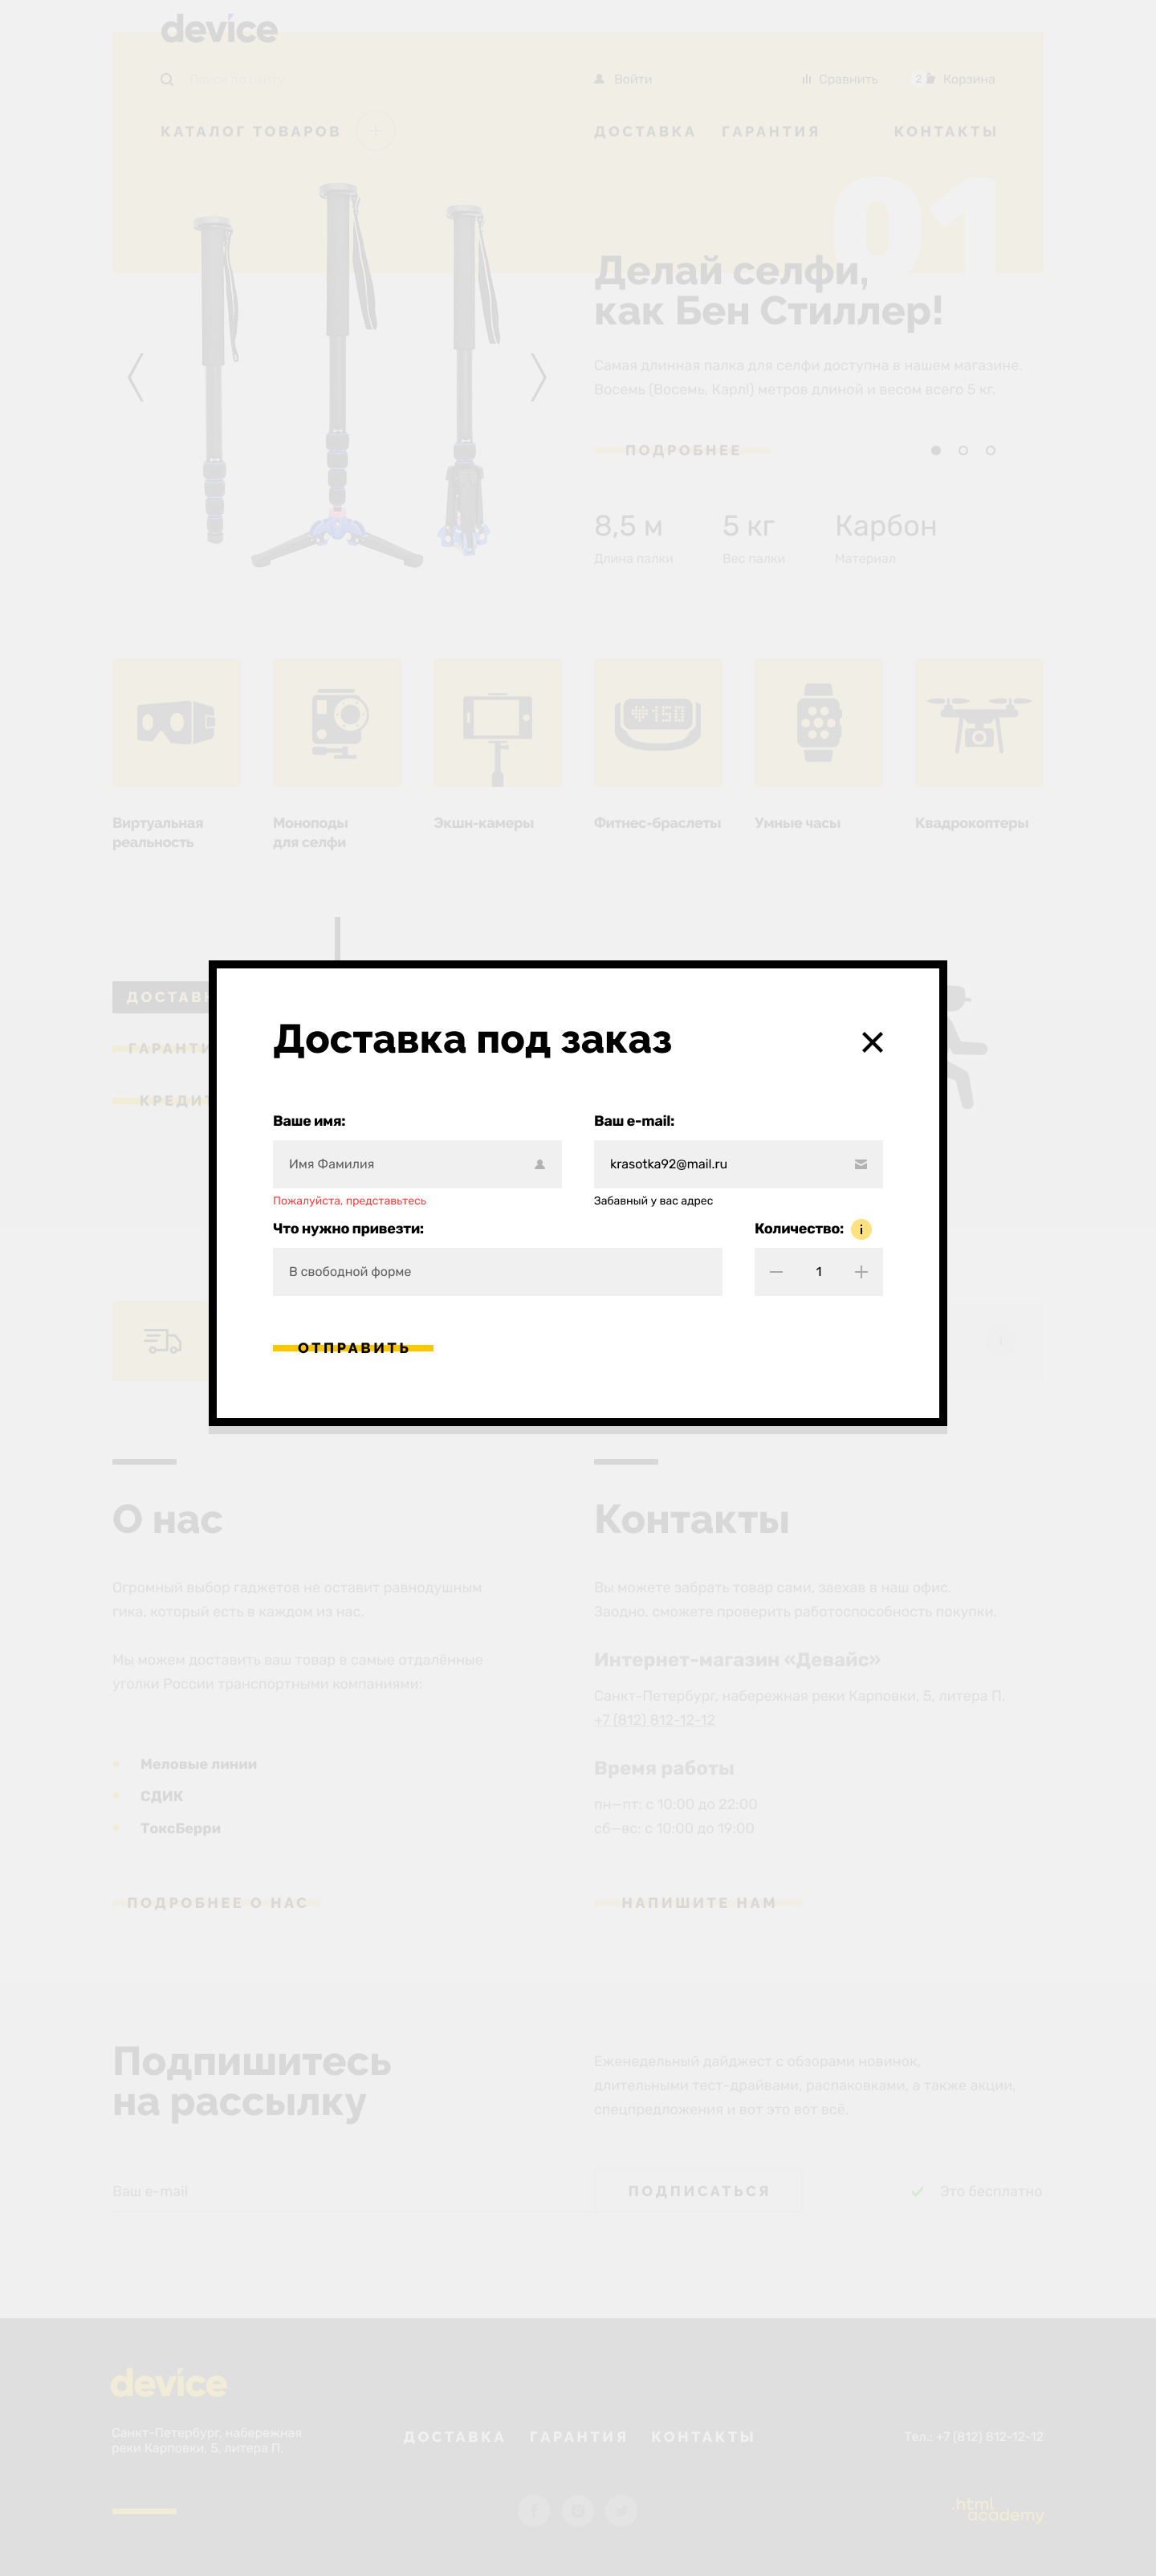 device
Поиск по сайту
Войти
Сравнить
2
Корзина
КАТАЛОГ ТОВАРОВ
ДОСТАВКА
ГАРАНТИЯ
КОНТАКТЫ
01
Делай селфи,
как Бен Стиллер!
Самая длинная палка для селфи доступна в нашем магазине.
Восемь (Восемь, Карл!) метров длиной и весом всего 5 кг.
ПОДРОБНЕЕ
8,5 м
5 кг
Карбон
Длина палки
Вес палки
Материал
150
Виртуальная
реальность
Моноподы
для селфи
Экшн-камеры
Фитнес-браслеты
Умные часы
Квадрокоптеры
Доставка под заказ
Ваше имя:
Ваш e-mail:
Имя Фамилия
krasotka92@mail.ru
Пожалуйста, представьтесь
Забавный у вас адрес
Что нужно привезти:
Количество:
i
В свободной форме
1
ОТПРАВИТЬ
О нас
Огромный выбор гаджетов не оставит равнодушным
гика, который есть в каждом из нас.
Мы можем доставить ваш товар в самые отдалённые
уголки России транспортными компаниями:
Меловые линии
СДИК
ТоксБерри
ПОДРОБНЕЕ О НАС
Контакты
Вы можете забрать товар сами, заехав в наш офис.
Заодно, сможете проверить работоспособность покупки.
Интернет-магазин «Девайс»
Санкт-Петербург, набережная реки Карповки, 5, литера П.
+7 (812) 812-12-12
Время работы
пн—пт: с 10:00 до 22:00
сб—вс: с 10:00 до 19:00
НАПИШИТЕ НАМ
Подпишитесь
на рассылку
Еженедельный дайджест с обзорами новинок,
длительными тест-драйвами, распаковками, а также акции,
спецпредложения и вот это вот всё.
Ваш e-mail
ПОДПИСАТЬСЯ
Это бесплатно
device
Санкт-Петербург, набережная
реки Карповки, 5, литера П.
ДОСТАВКА
ГАРАНТИЯ
КОНТАКТЫ
Тел.: +7 (812) 812-12-12
.html
academy